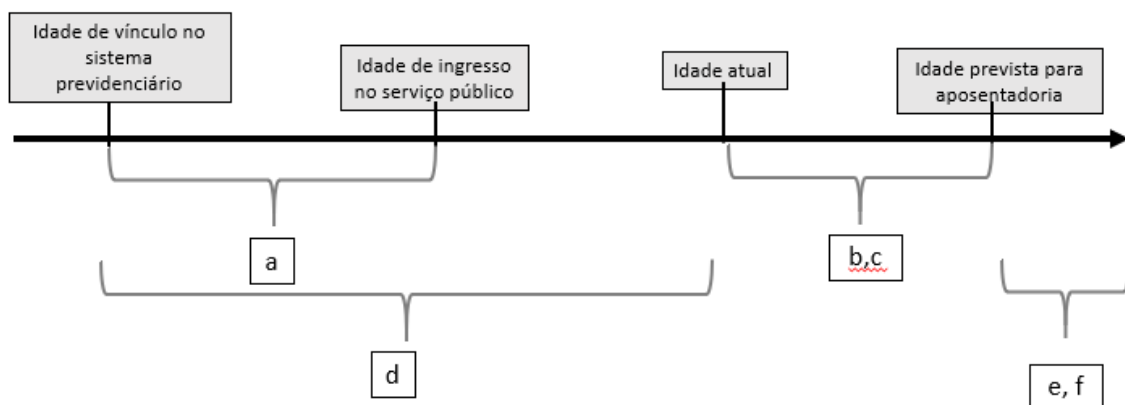 Idade de vínculo no
sistema
previdenciário
Idade de ingresso
no serviço público
Idade atual
Idade prevista para
aposentadoria
a
b,c
d
e, f